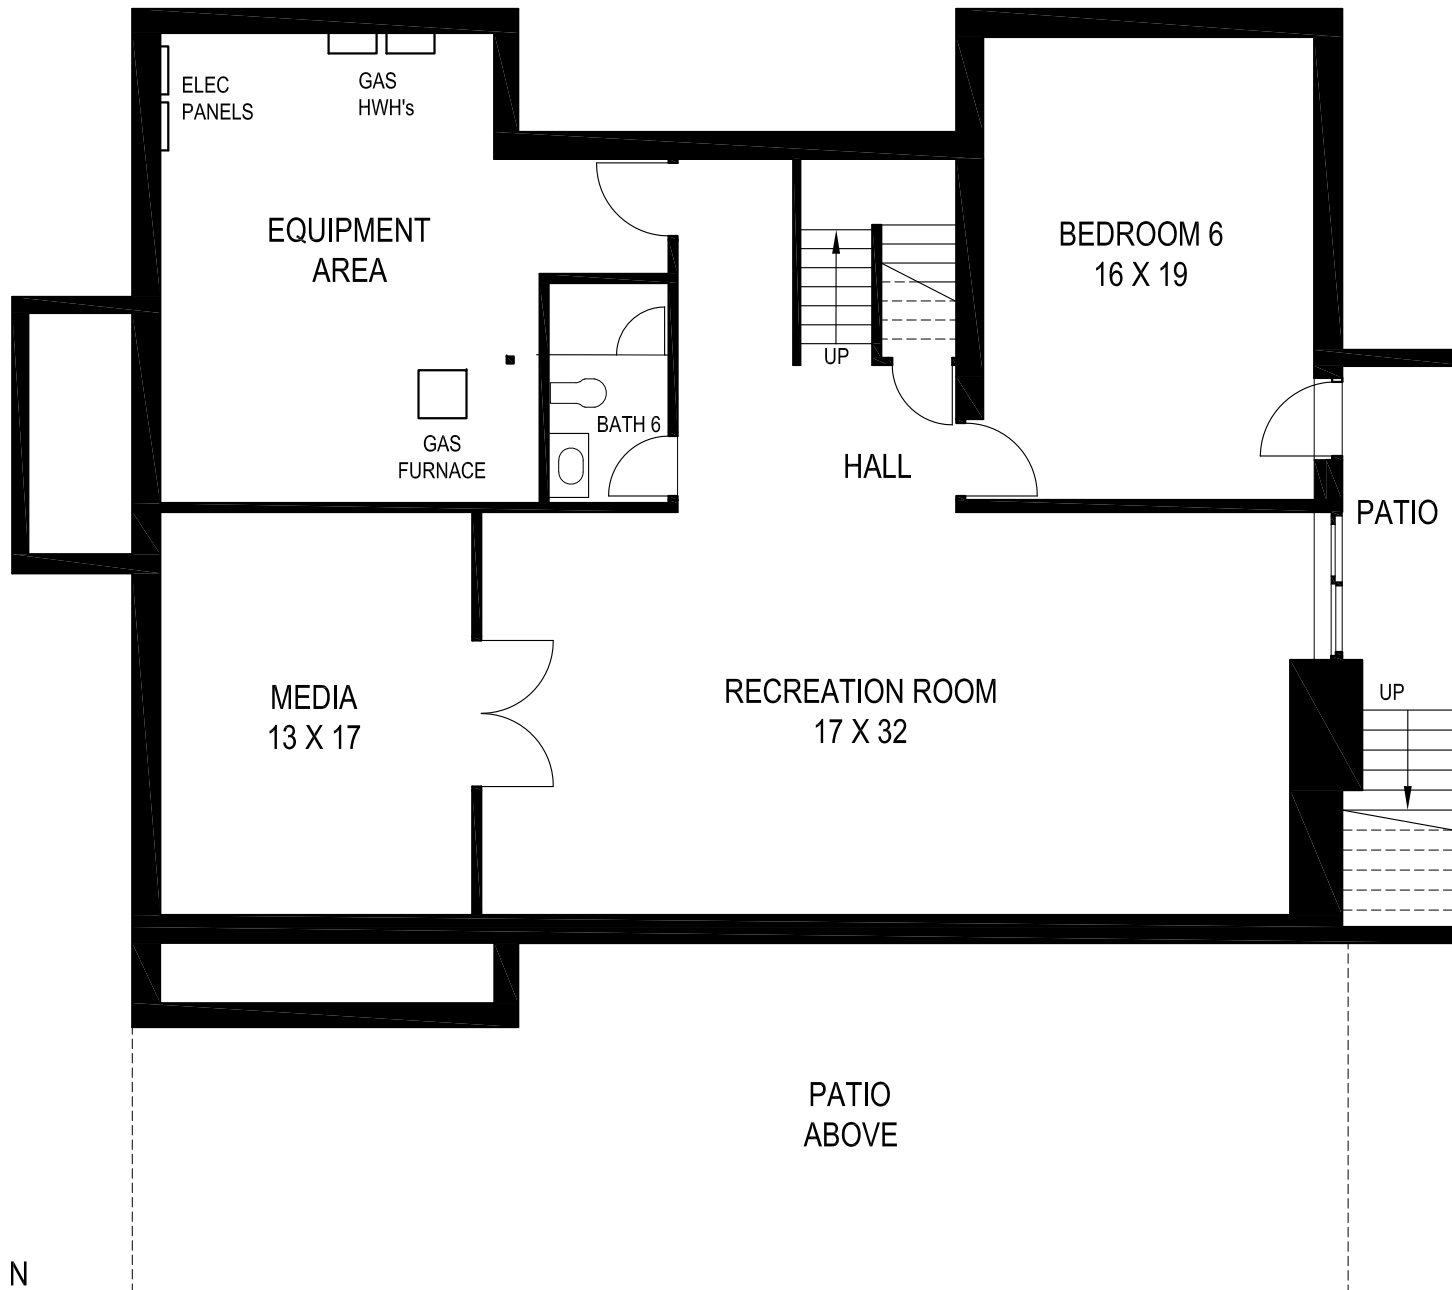 ELEC
PANELS
GAS
HWH's
EQUIPMENT
AREA
BEDROOM 6
16 X 19
UP
BATH 6
GAS
FURNACE
HALL
PATIO
MEDIA
13 X 17
RECREATION ROOM
17 X 32
UP
PATIO
ABOVE
N